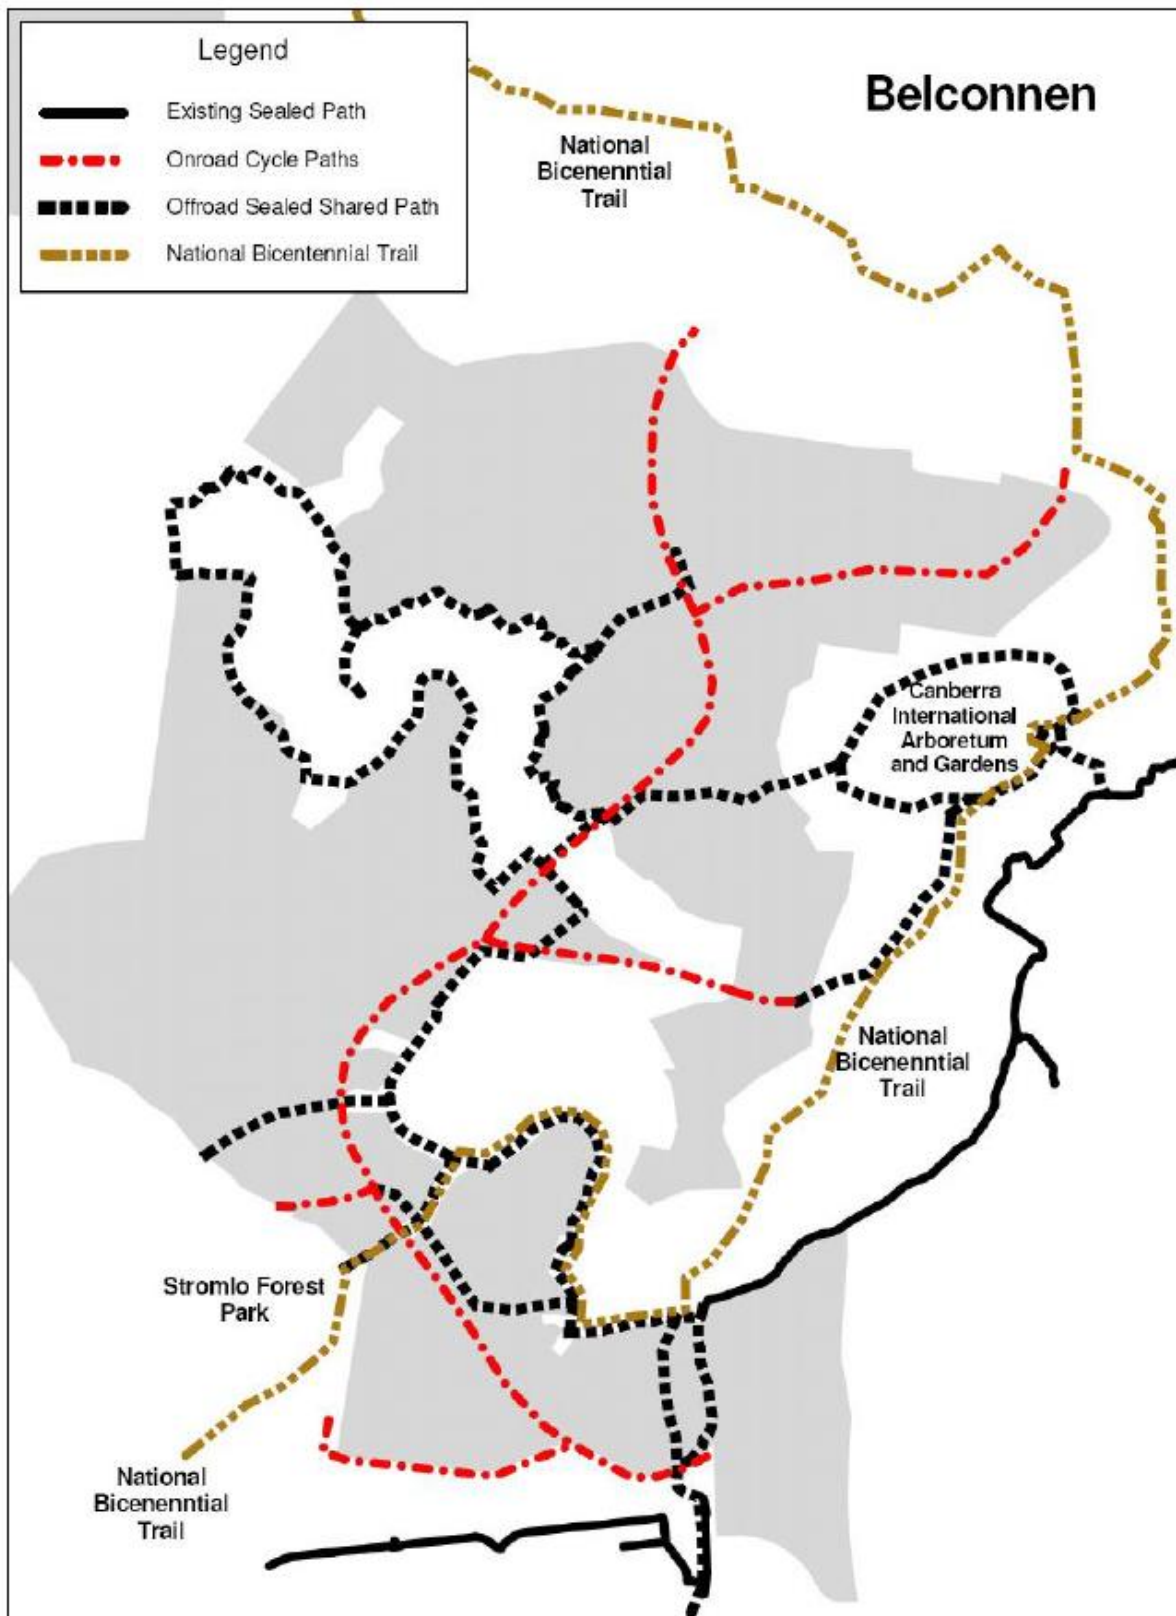 Legend
Existing Sealed Path
Onroad Cycle Paths
Offroad Sealed Shared Path
National Bicentennial Trail
Belconnen
National
Bicenenntial
Trail
Canberra
International
Arboretum
and Gardens
National
Bicenenntial
Trail
Stromlo Forest
Park
National
Bicenenntial
Trail